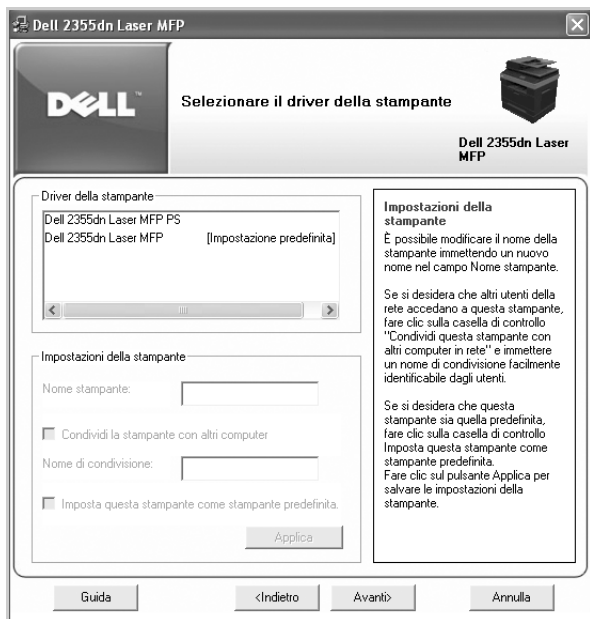 Dell 2355dn Laser MFP
DELL™
Selezionare il driver della stampante
Dell 2355dn Laser
MFP
Driver della stampante
Dell 2355dn Laser MFP PS
Dell 2355dn Laser MFP [Impostazione predefinita]
Impostazioni della stampante
Nome stampante:
Condividi la stampante con altri computer
Nome di condivisione:
Imposta questa stampante come stampante predefinita.
Applica
Impostazioni della
stampante
È possibile modificare il nome della
stampante immettendo un nuovo
nome nel campo Nome stampante.
Se si desidera che altri utenti della
rete accedano a questa stampante,
fare clic sulla casella di controllo
"Condividi questa stampante con
altri computer in rete" e immettere
un nome di condivisione facilmente
identificabile dagli utenti.
Se si desidera che questa
stampante sia quella predefinita,
fare clic sulla casella di controllo
Imposta questa stampante come
stampante predefinita.
Fare clic sul pulsante Applica per
salvare le impostazioni della
stampante.
Guida
<Indietro
Avanti>
Annulla